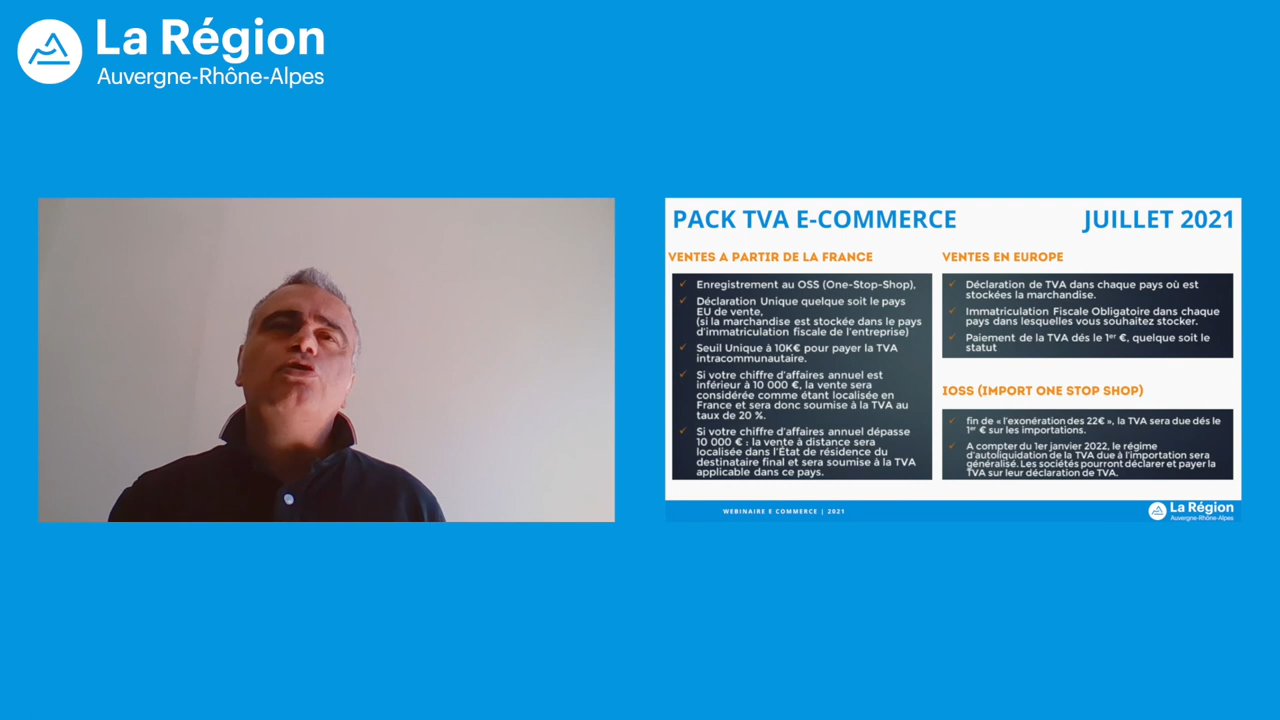 La Région
Auvergne-Rhône-Alpes
PACK TVA E-COMMERCE
JUILLET 2021
VENTES A PARTIR DE LA FRANCE
✓ Enregistrement au OSS (One-Stop-Shop),
✓ Déclaration Unique quelque soit le pays
EU de vente,
(si la marchandise est stockée dans le pays
d'immatriculation fiscale de l'entreprise)
✓ Seuil Unique à 10K€ pour payer la TVA
intracommunautaire.
✓ Si votre chiffre d'affaires annuel est
inférieur à 10 000 €, la vente sera
considérée comme étant localisée en
France et sera donc soumise à la TVA au
taux de 20 %.
✓ Si votre chiffre d'affaires annuel dépasse
10 000 € : la vente à distance sera
localisée dans l'État de résidence du
destinataire final et sera soumise à la TVA
applicable dans ce pays.
VENTES EN EUROPE
✓ Déclaration de TVA dans chaque pays où est
stockées la marchandise.
✓ Immatriculation Fiscale Obligatoire dans chaque
pays dans lesquelles vous souhaitez stocker.
✓ Paiement de la TVA dés le 1er €, quelque soit le
statut
IOSS (IMPORT ONE STOP SHOP)
✓ fin de « l'exonération des 22€ », la TVA sera due dés le
1er € sur les importations.
✓ A compter du 1er janvier 2022, le régime
d'autoliquidation de la TVA due à l'importation sera
généralisé. Les sociétés pourront déclarer et payer la
TVA sur leur déclaration de TVA.
WEBINAIRE E COMMERCE | 2021
La Région
Auvergne-Rhône-Alpes